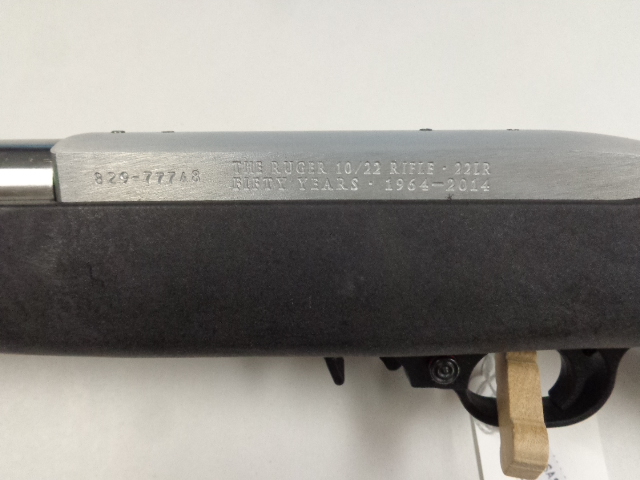 829-77748
THE RUGER 10/22 RIFLE · 22LR
FIFTY YEARS · 1964–2014